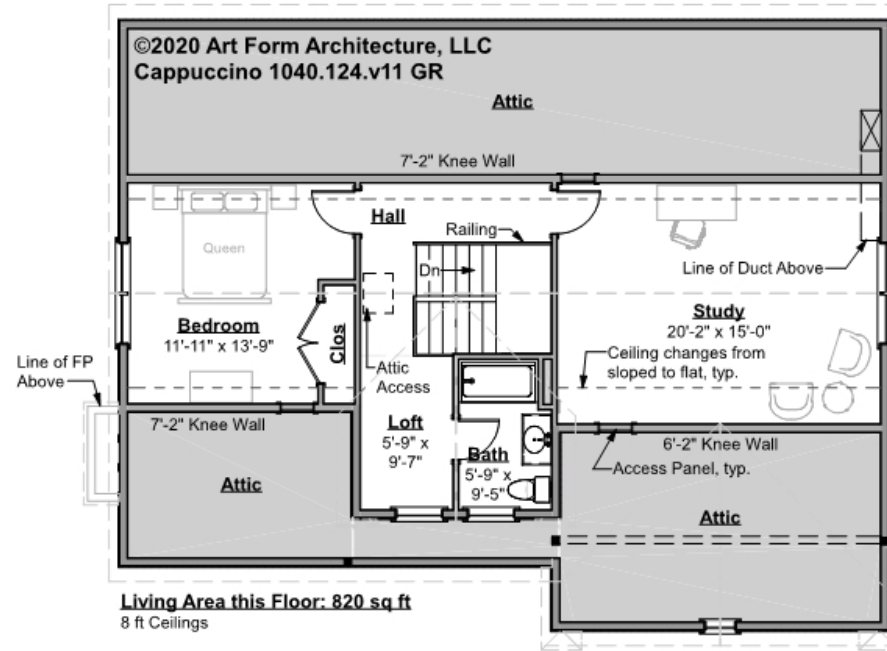 ©2020 Art Form Architecture, LLC
Cappuccino 1040.124.v11 GR
Attic
7'-2" Knee Wall
Hall
Railing
Queen
Dn
Line of Duct Above
Bedroom
11'-11" x 13'-9"
Clos
Study
20'-2" x 15'-0"
Line of FP
Above
Attic
Access
Ceiling changes from
sloped to flat, typ.
7'-2" Knee Wall
Loft
5'-9" x
9'-7"
Bath
5'-9" x
9'-5"
6'-2" Knee Wall
Access Panel, typ.
Attic
Attic
Living Area this Floor: 820 sq ft
8 ft Ceilings